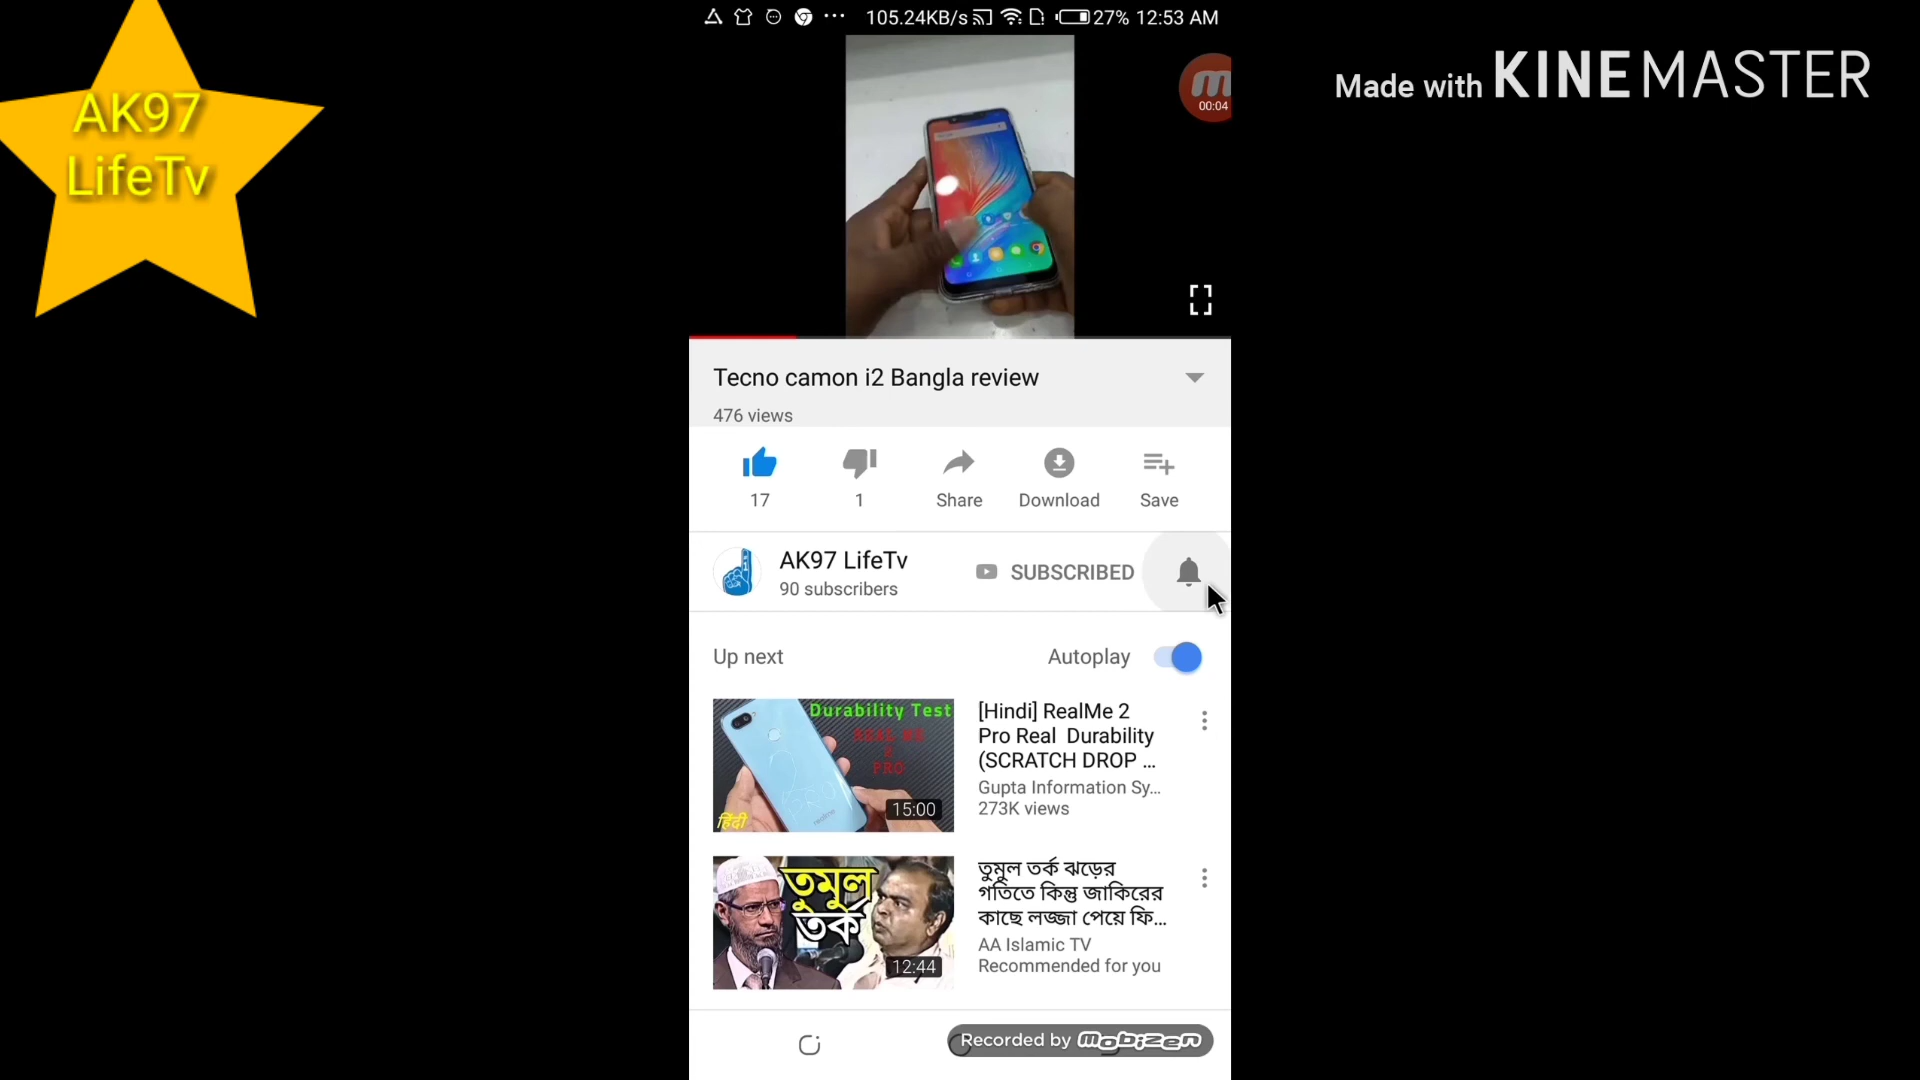 105.24KB/s 27% 12:53 AM
AK97
LifeTv
Made with KINEMASTER
00:04
Tecno camon i2 Bangla review
476 views
17
1
Share
Download
Save
AK97 LifeTv
90 subscribers
SUBSCRIBED
Up next
Autoplay
Durability Test
2
PRO
realme
हिंदी
15:00
[Hindi] RealMe 2
Pro Real Durability
(SCRATCH DROP ...
Gupta Information Sy...
273K views
তুমুল
তর্ক
12:44
তুমুল তর্ক ঝড়ের
গতিতে কিন্তু জাকিরের
কাছে লজ্জা পেয়ে ফি...
AA Islamic TV
Recommended for you
Recorded by mobizen